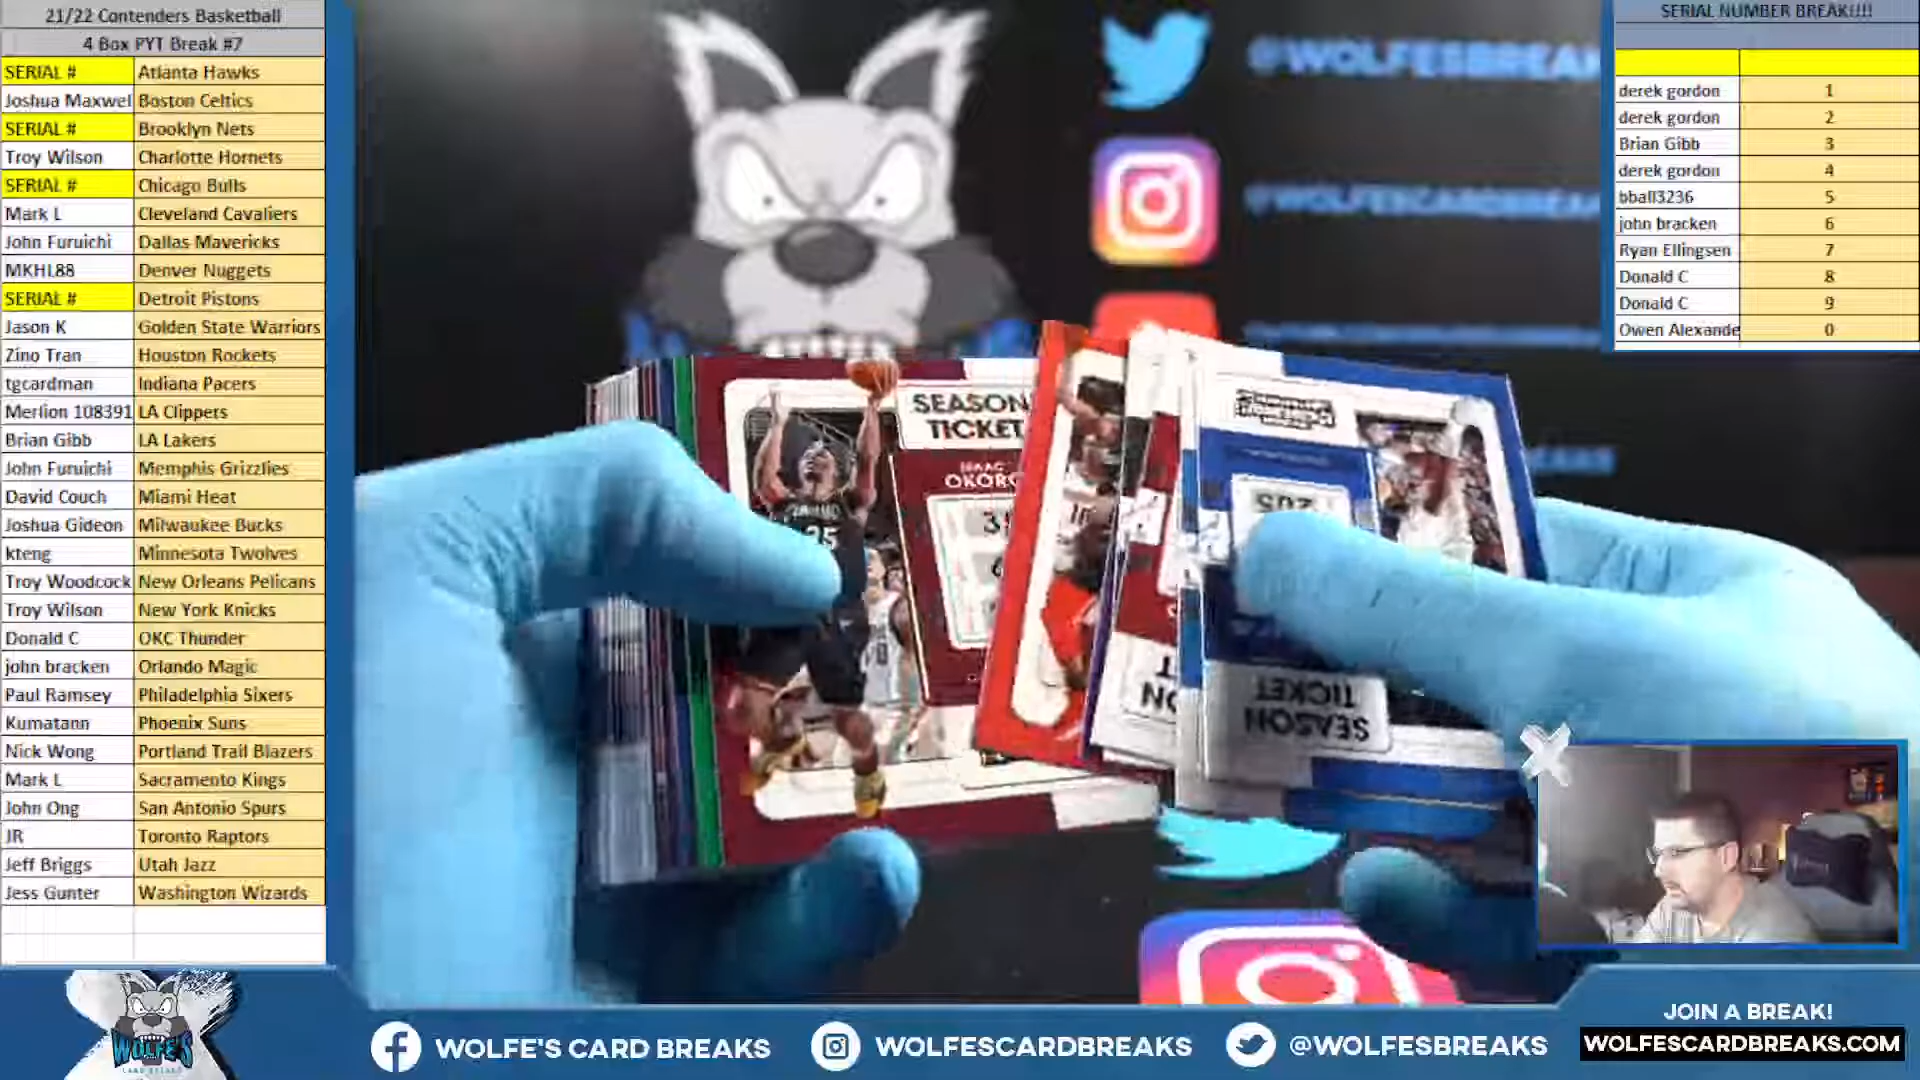 21/22 Contenders Basketball
4 Box PYT Break #7
SERIAL # Atlanta Hawks
Joshua Maxwel Boston Celtics
SERIAL # Brooklyn Nets
Troy Wilson Charlotte Hornets
SERIAL # Chicago Bulls
Mark L Cleveland Cavaliers
John Furuichi Dallas Mavericks
MKHL88 Denver Nuggets
SERIAL # Detroit Pistons
Jason K Golden State Warriors
Zino Tran Houston Rockets
tgcardman Indiana Pacers
Merlion 108391 LA Clippers
Brian Gibb LA Lakers
John Furuichi Memphis Grizzlies
David Couch Miami Heat
Joshua Gideon Milwaukee Bucks
kteng Minnesota Twolves
Troy Woodcock New Orleans Pelicans
Troy Wilson New York Knicks
Donald C OKC Thunder
john bracken Orlando Magic
Paul Ramsey Philadelphia Sixers
Kumatann Phoenix Suns
Nick Wong Portland Trail Blazers
Mark L Sacramento Kings
John Ong San Antonio Spurs
JR Toronto Raptors
Jeff Briggs Utah Jazz
Jess Gunter Washington Wizards
@WOLFESBREAK
@WOLFESCARDBREAK
SEASON
TICKET
ISAAC
OKORO
SEASON
TICKET
SERIAL NUMBER BREAK!!!!
derek gordon 1
derek gordon 2
Brian Gibb 3
derek gordon 4
bball3236 5
john bracken 6
Ryan Ellingsen 7
Donald C 8
Donald C 9
Owen Alexande 0
WOLFE'S
CARD BREAKS
WOLFE'S CARD BREAKS
WOLFESCARDBREAKS
@WOLFESBREAKS
JOIN A BREAK!
WOLFESCARDBREAKS.COM